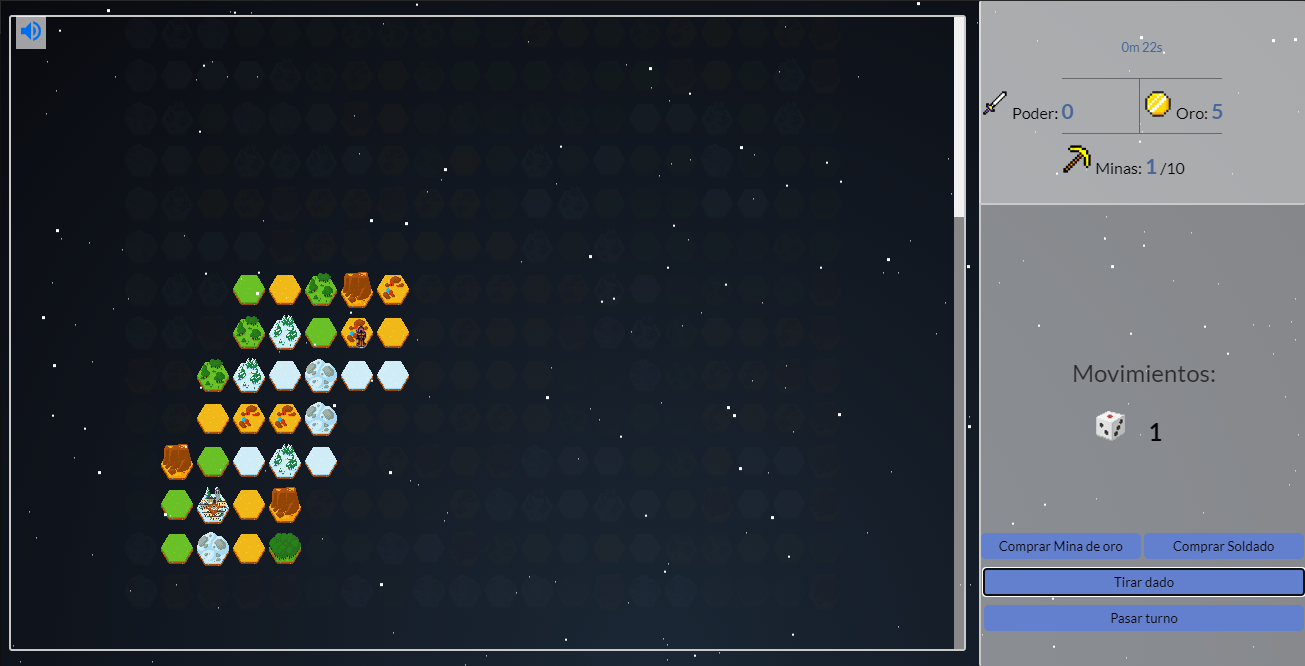 0m 22s
Poder: 0
Oro: 5
Minas: 1 /10
Movimientos:
1
Comprar Mina de oro
Comprar Soldado
Tirar dado
Pasar turno